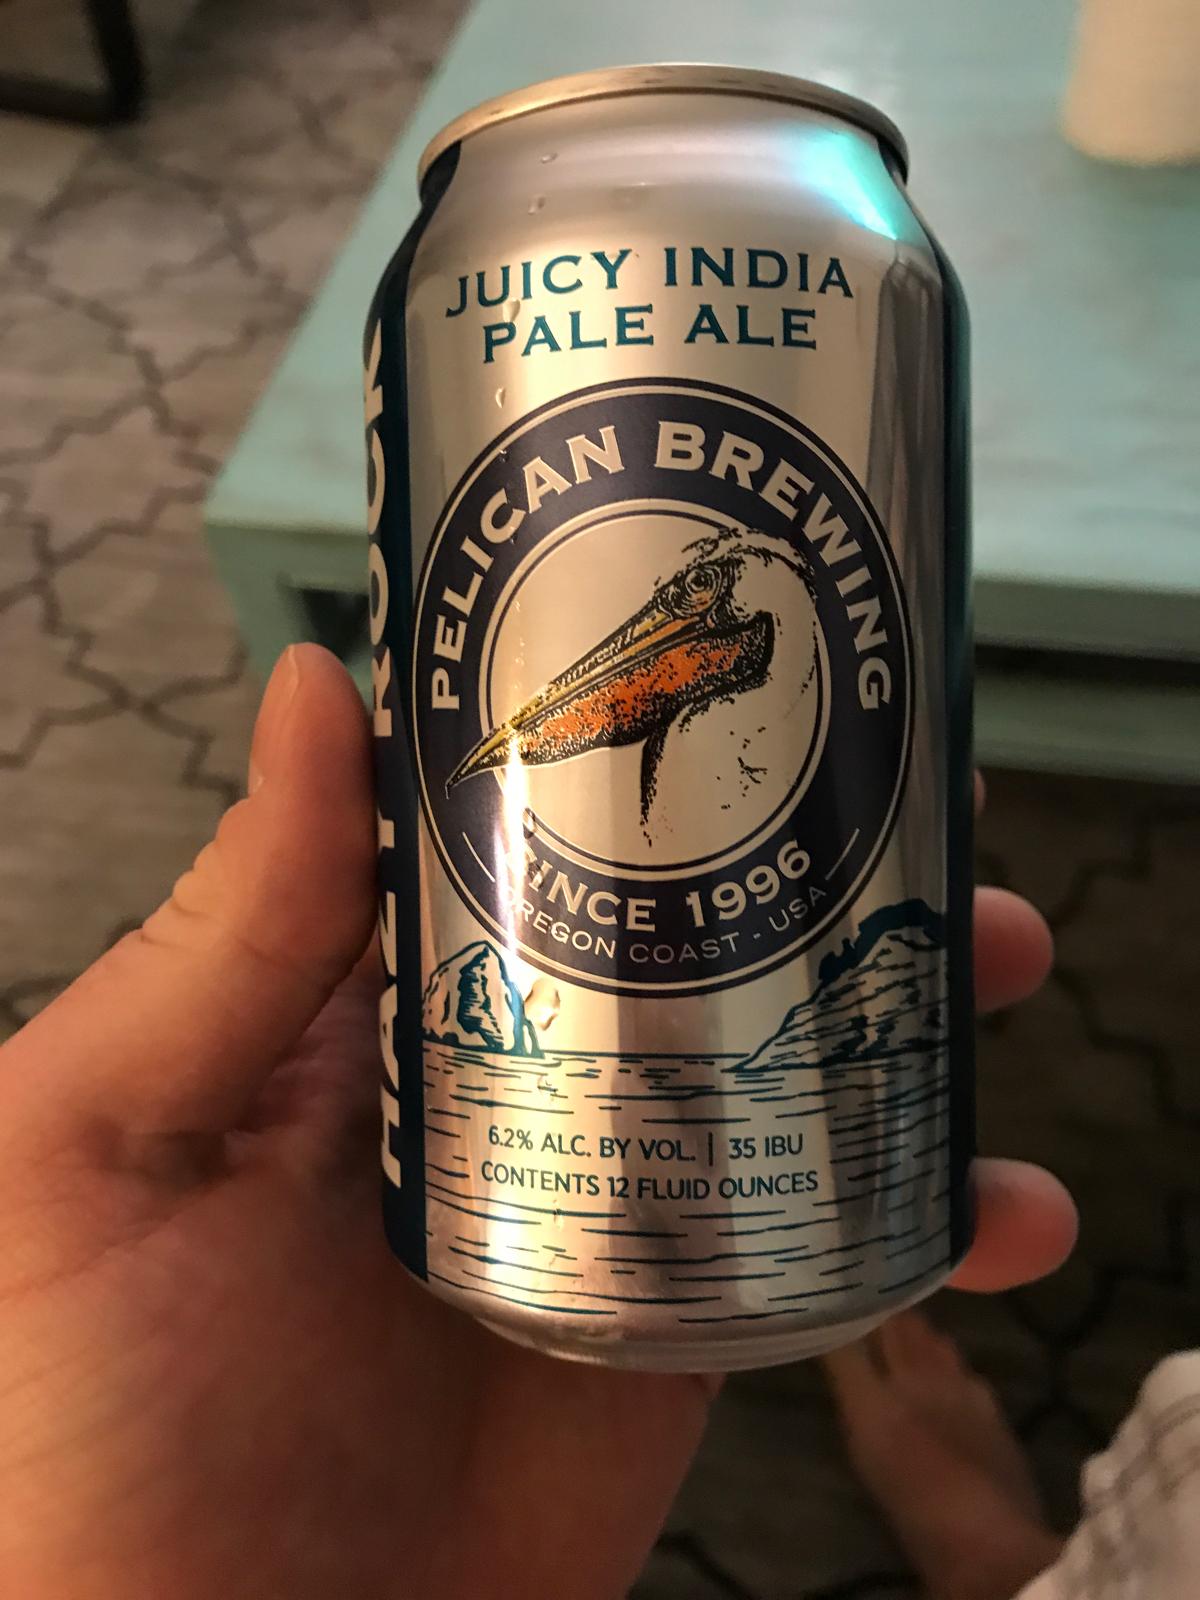 JUICY INDIA
PALE ALE
PELICAN BREWING
SINCE 1996
OREGON COAST - USA
6.2% ALC. BY VOL. | 35 IBU
CONTENTS 12 FLUID OUNCES
HAZY ROCK